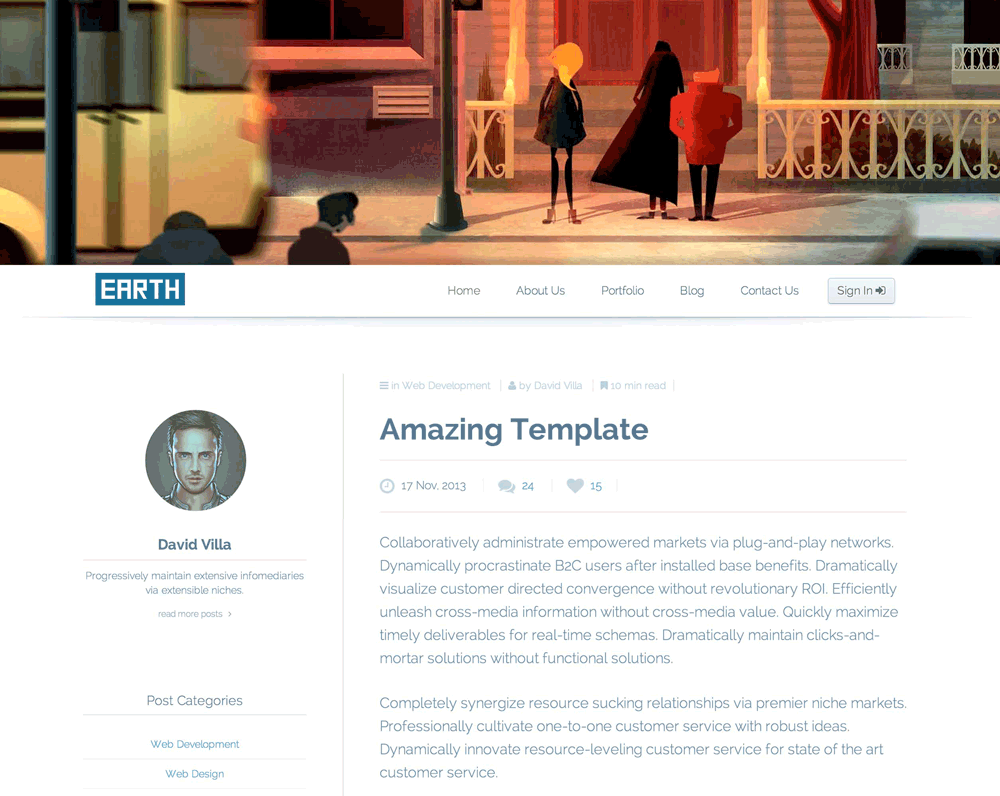 EARTH
Home About Us Portfolio Blog Contact Us Sign In
in Web Development by David Villa 10 min read
Amazing Template
17 Nov, 2013 24 15
Collaboratively administrate empowered markets via plug-and-play networks.
Dynamically procrastinate B2C users after installed base benefits. Dramatically
visualize customer directed convergence without revolutionary ROI. Efficiently
unleash cross-media information without cross-media value. Quickly maximize
timely deliverables for real-time schemas. Dramatically maintain clicks-and-
mortar solutions without functional solutions.
Completely synergize resource sucking relationships via premier niche markets.
Professionally cultivate one-to-one customer service with robust ideas.
Dynamically innovate resource-leveling customer service for state of the art
customer service.
David Villa
Progressively maintain extensive infomediaries
via extensible niches.
read more posts
Post Categories
Web Development
Web Design